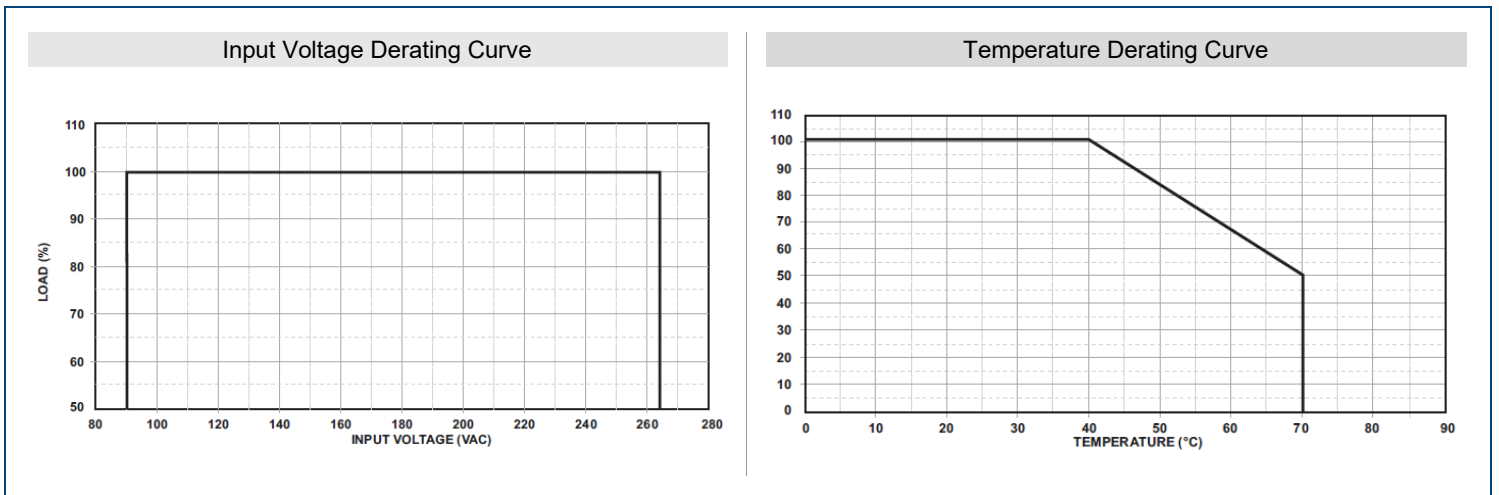 Input Voltage Derating Curve
110
100
90
80
70
60
50
LOAD (%)
80 100 120 140 160 180 200 220 240 260 280
INPUT VOLTAGE (VAC)
Temperature Derating Curve
110
100
90
80
70
60
50
40
30
20
10
0
0 10 20 30 40 50 60 70 80 90
TEMPERATURE (°C)